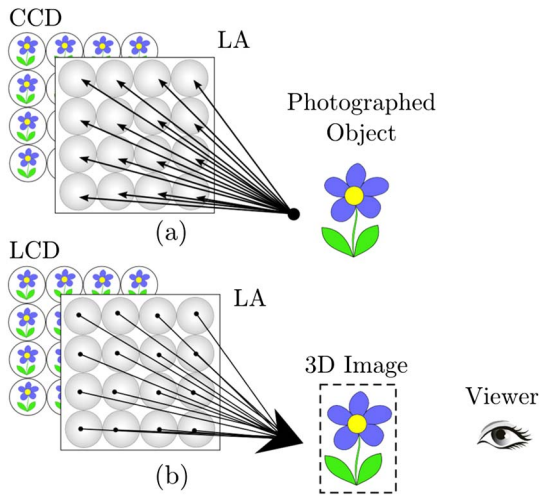 CCD
LA
Photographed
Object
(a)
LCD
LA
3D Image
Viewer
(b)